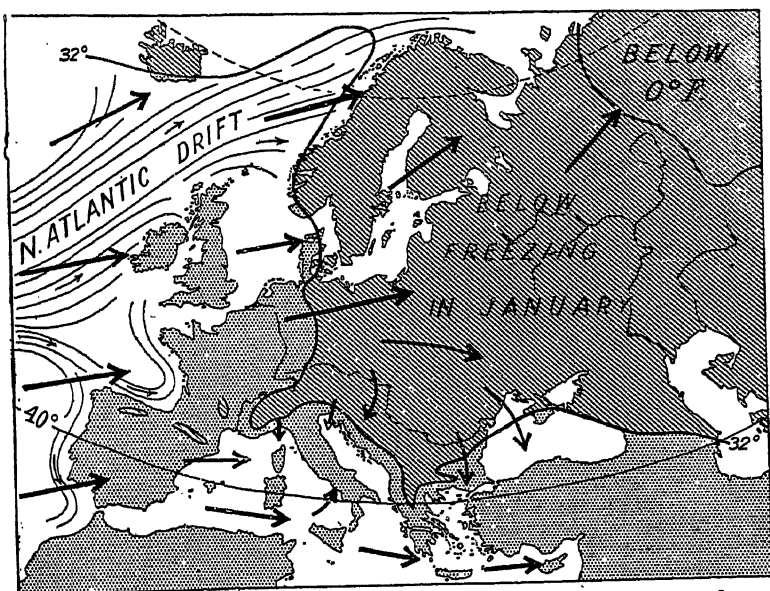 32°
BELOW
0° F.
N. ATLANTIC DRIFT
BELOW
FREEZING
IN JANUARY
40°
32°